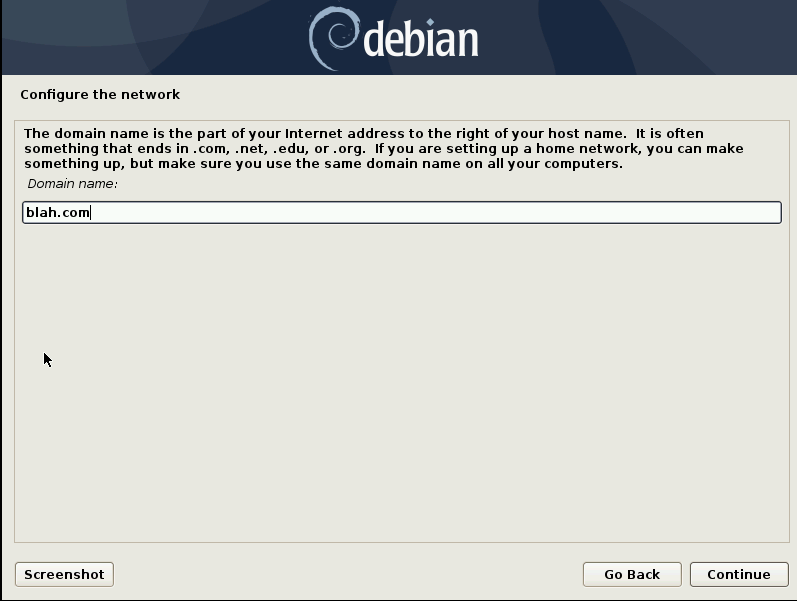 debian
Configure the network
The domain name is the part of your Internet address to the right of your host name.  It is often
something that ends in .com, .net, .edu, or .org.  If you are setting up a home network, you can make
something up, but make sure you use the same domain name on all your computers.
Domain name:
blah.com
Screenshot
Go Back
Continue